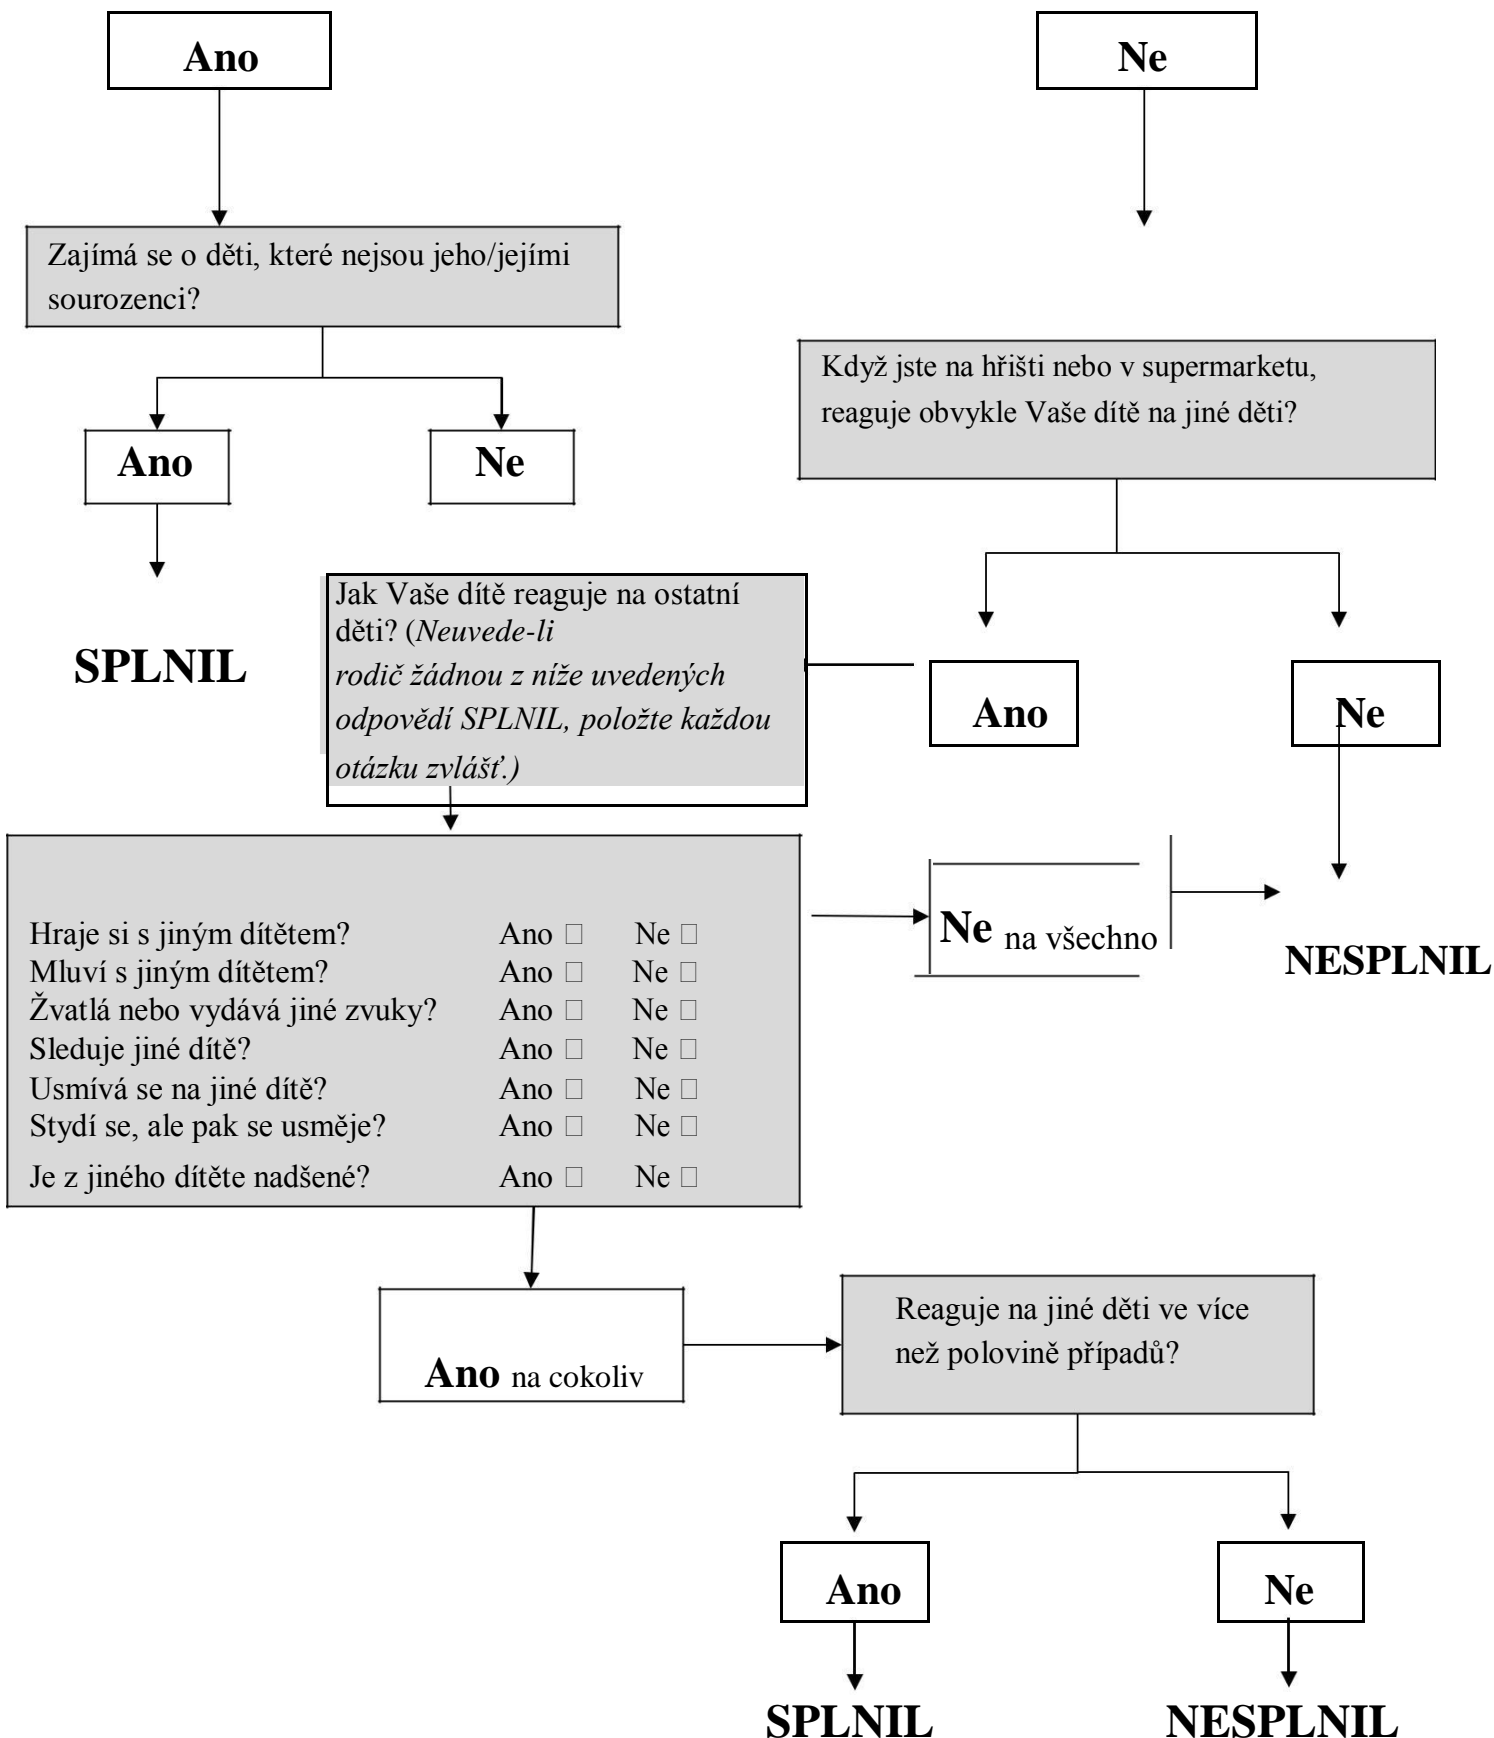 Ano
Ne
Zajímá se o děti, které nejsou jeho/jejími
sourozenci?
Když jste na hřišti nebo v supermarketu,
reaguje obvykle Vaše dítě na jiné děti?
Ano
Ne
SPLNIL
Jak Vaše dítě reaguje na ostatní
děti? (Neuvede-li
rodič žádnou z níže uvedených
odpovědí SPLNIL, položte každou
otázku zvlášť.)
Ano
Ne
Hraje si s jiným dítětem? Ano □ Ne □
Mluví s jiným dítětem? Ano □ Ne □
Žvatlá nebo vydává jiné zvuky? Ano □ Ne □
Sleduje jiné dítě? Ano □ Ne □
Usmívá se na jiné dítě? Ano □ Ne □
Stydí se, ale pak se usměje? Ano □ Ne □
Je z jiného dítěte nadšené? Ano □ Ne □
Ne na všechno
NESPLNIL
Ano na cokoliv
Reaguje na jiné děti ve více
než polovině případů?
Ano
Ne
SPLNIL
NESPLNIL